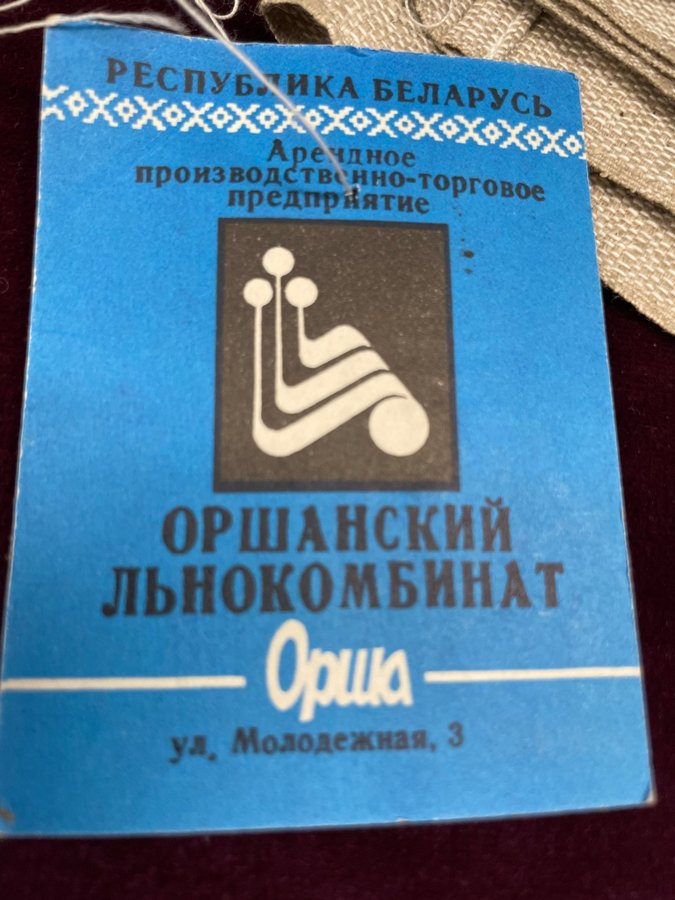 РЕСПУБЛИКА БЕЛАРУСЬ
Арендное
производственно-торговое
предприятие
ОРШАНСКИЙ
ЛЬНОКОМБИНАТ
Орша
ул. Молодежная, 3